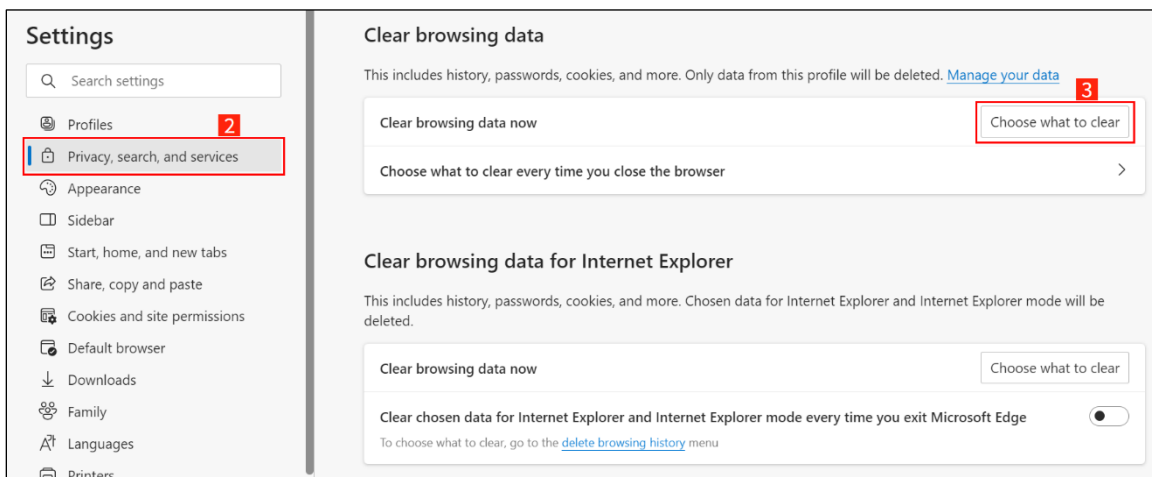 Settings
Search settings
Profiles
2
Privacy, search, and services
Appearance
Sidebar
Start, home, and new tabs
Share, copy and paste
Cookies and site permissions
Default browser
Downloads
Family
Languages
Printers
Clear browsing data
This includes history, passwords, cookies, and more. Only data from this profile will be deleted. Manage your data
3
Clear browsing data now
Choose what to clear
Choose what to clear every time you close the browser
Clear browsing data for Internet Explorer
This includes history, passwords, cookies, and more. Chosen data for Internet Explorer and Internet Explorer mode will be
deleted.
Clear browsing data now
Choose what to clear
Clear chosen data for Internet Explorer and Internet Explorer mode every time you exit Microsoft Edge
To choose what to clear, go to the delete browsing history menu